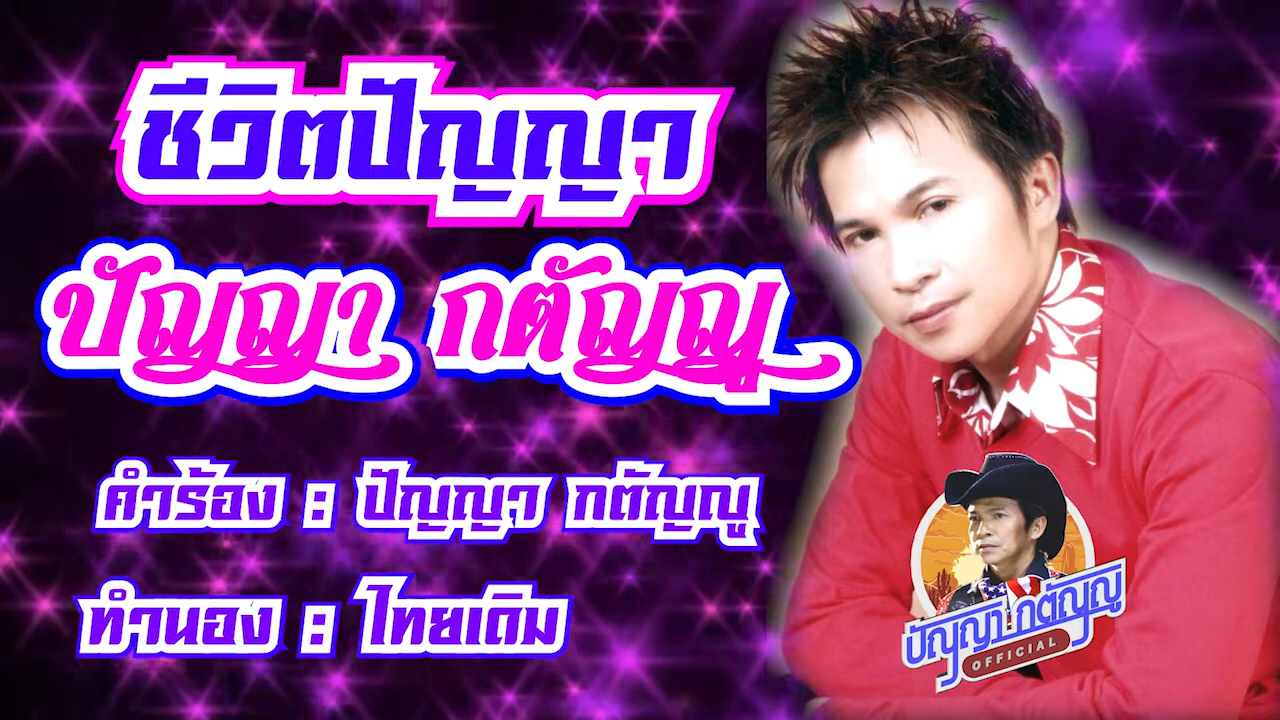 ชีวิตปัญญา
ปัญญา กตัญญู
คำร้อง : ปัญญา กตัญญู
ทำนอง : ไทยเดิม
ปัญญา กตัญญู
OFFICIAL